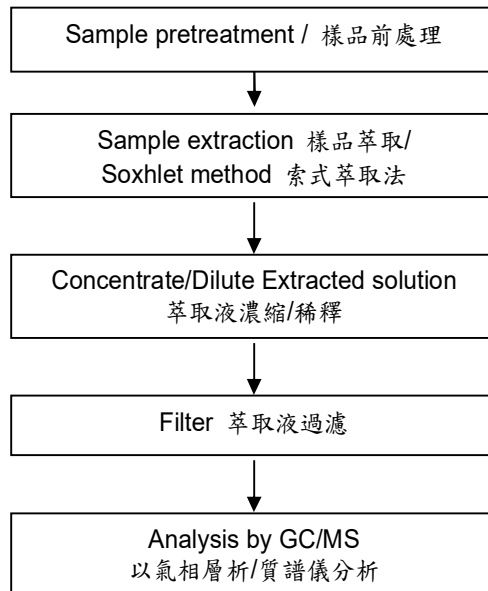 Sample pretreatment / 樣品前處理
Sample extraction 樣品萃取/
Soxhlet method 索式萃取法
Concentrate/Dilute Extracted solution
萃取液濃縮/稀釋
Filter 萃取液過濾
Analysis by GC/MS
以氣相層析/質譜儀分析